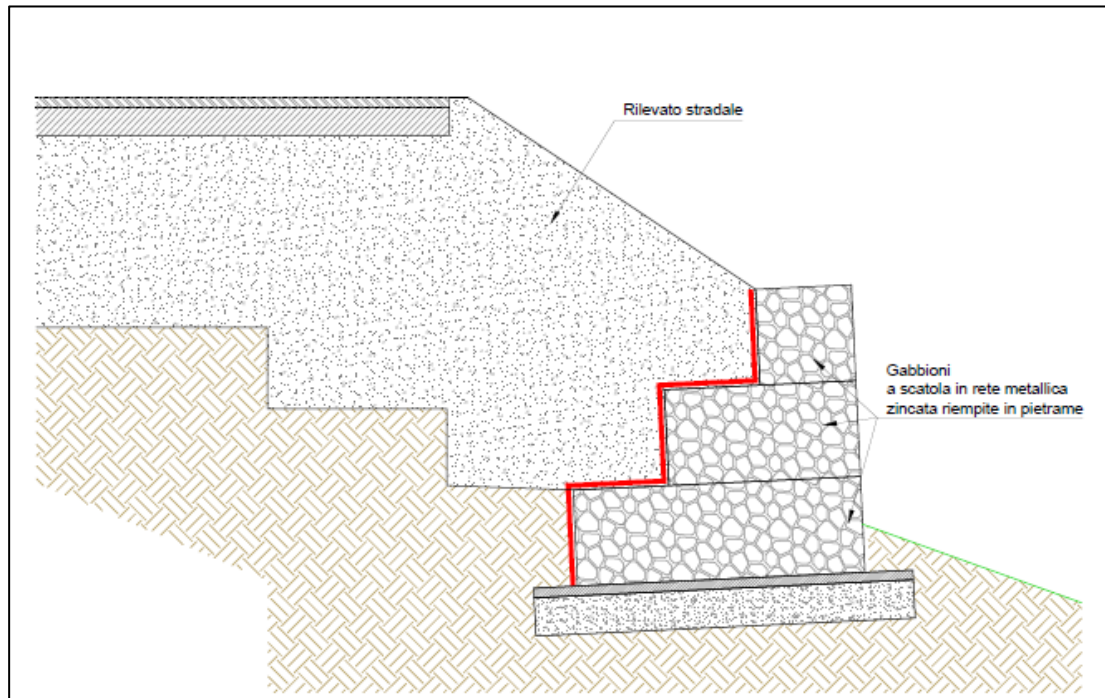 Rilevato stradale
Gabbioni
a scatola in rete metallica
zincata riempite in pietrame